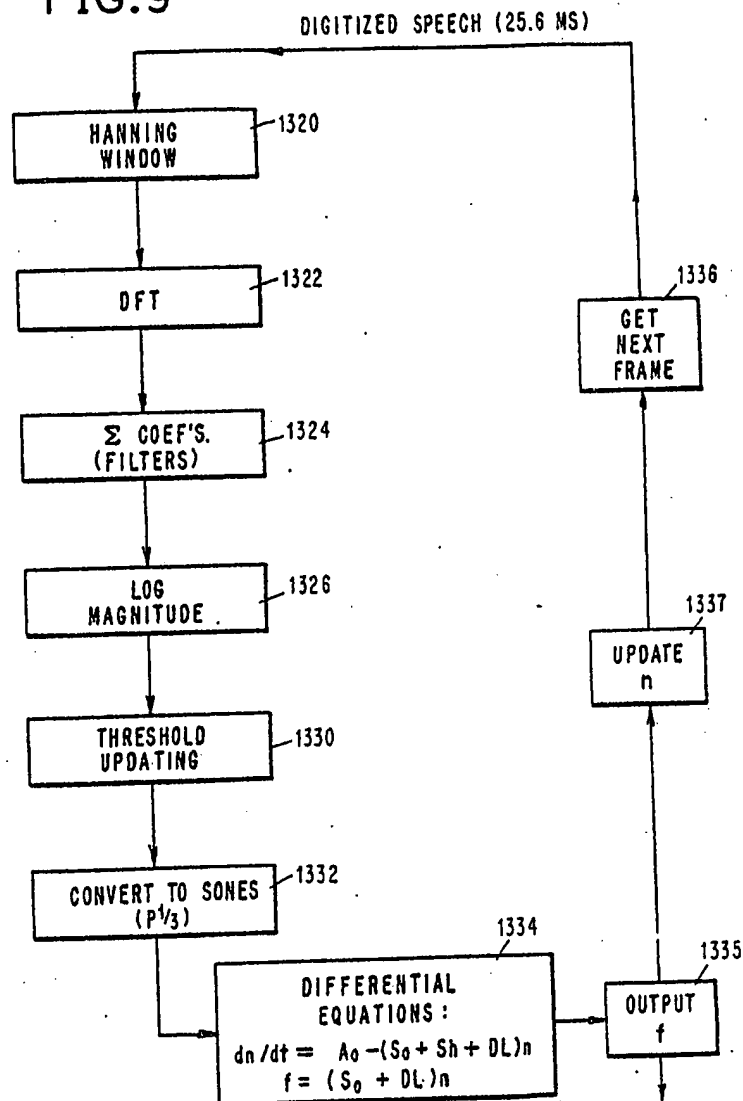 FIG.9
DIGITIZED SPEECH (25.6 MS)
HANNING
WINDOW
1320
DFT
1322
Σ COEF'S.
(FILTERS)
1324
LOG
MAGNITUDE
1326
THRESHOLD
UPDATING
1330
CONVERT TO SONES
(P^1/3)
1332
DIFFERENTIAL
EQUATIONS:
dn/dt = A₀-(S₀+Sh+DL)n
f=(S₀+DL)n
1334
OUTPUT
f
1335
UPDATE
n
1337
GET
NEXT
FRAME
1336